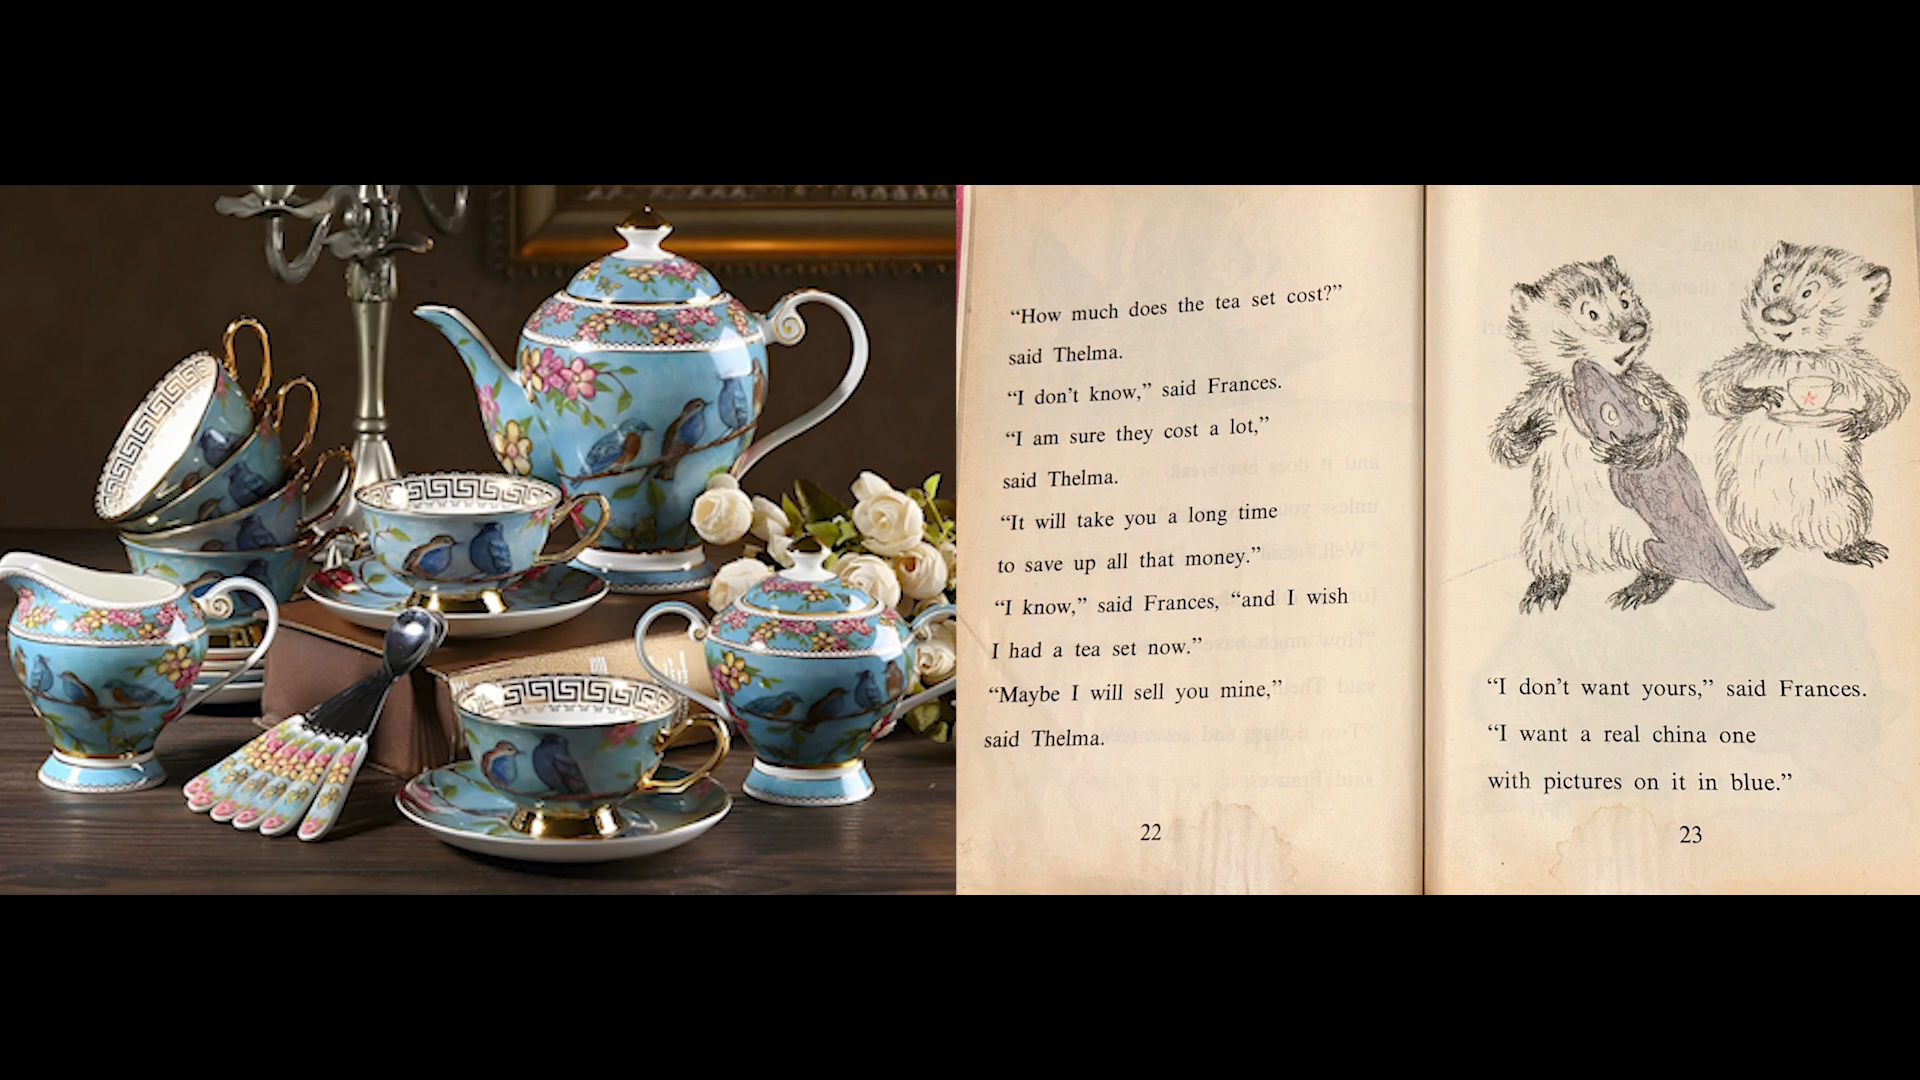 “How much does the tea set cost?”
said Thelma.
“I don’t know,” said Frances.
“I am sure they cost a lot,”
said Thelma.
“It will take you a long time
to save up all that money.”
“I know,” said Frances, “and I wish
I had a tea set now.”
“Maybe I will sell you mine,”
said Thelma.
22
“I don’t want yours,” said Frances.
“I want a real china one
with pictures on it in blue.”
23